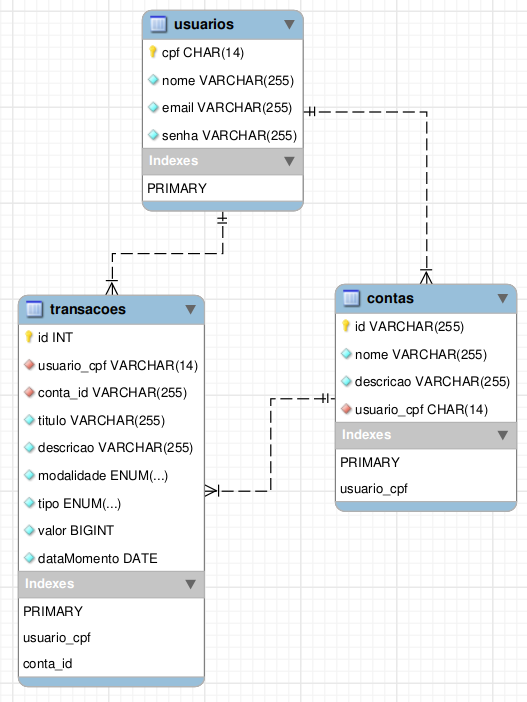 usuarios
cpf CHAR(14)
nome VARCHAR(255)
email VARCHAR(255)
senha VARCHAR(255)
Indexes
PRIMARY
transacoes
id INT
usuario_cpf VARCHAR(14)
conta_id VARCHAR(255)
titulo VARCHAR(255)
descricao VARCHAR(255)
modalidade ENUM(...)
tipo ENUM(...)
valor BIGINT
dataMomento DATE
Indexes
PRIMARY
usuario_cpf
conta_id
contas
id VARCHAR(255)
nome VARCHAR(255)
descricao VARCHAR(255)
usuario_cpf CHAR(14)
Indexes
PRIMARY
usuario_cpf